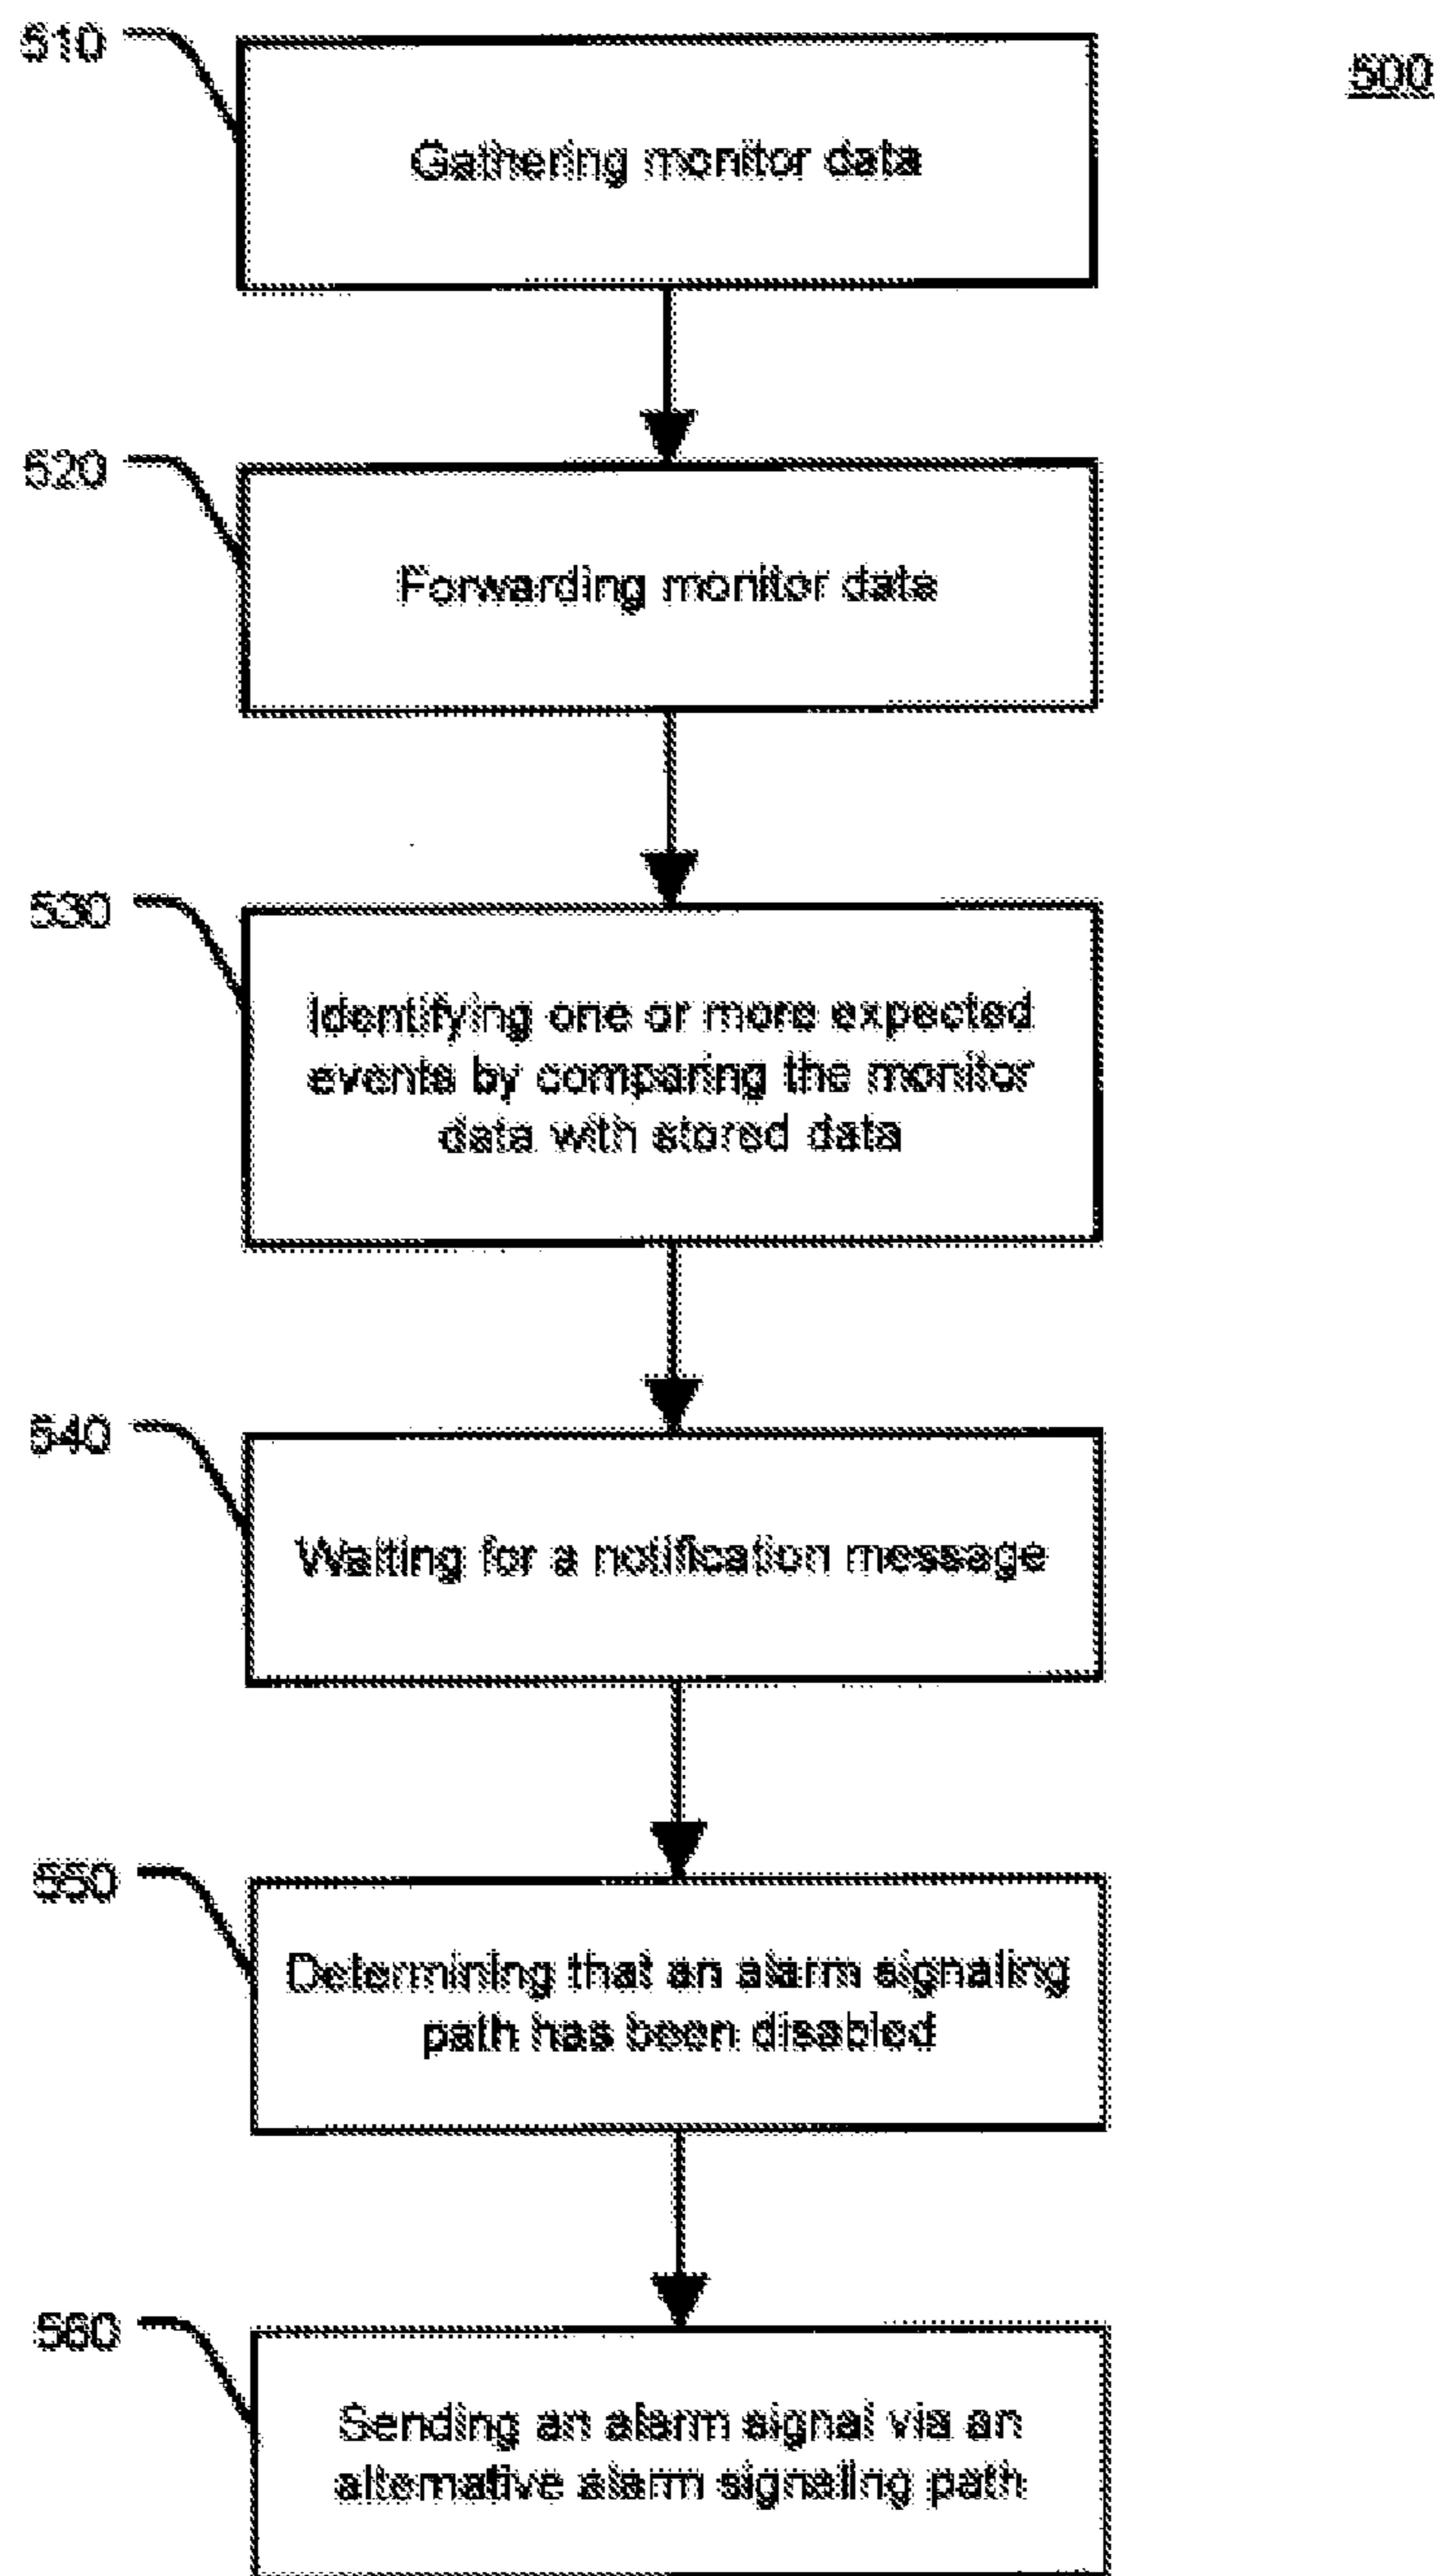 510
500
Gathering monitor data
520
Forwarding monitor data
530
Identifying one or more expected
events by comparing the monitor
data with stored data
540
Waiting for a notification message
550
Determining that an alarm signaling
path has been disabled
560
Sending an alarm signal via an
alternative alarm signaling path